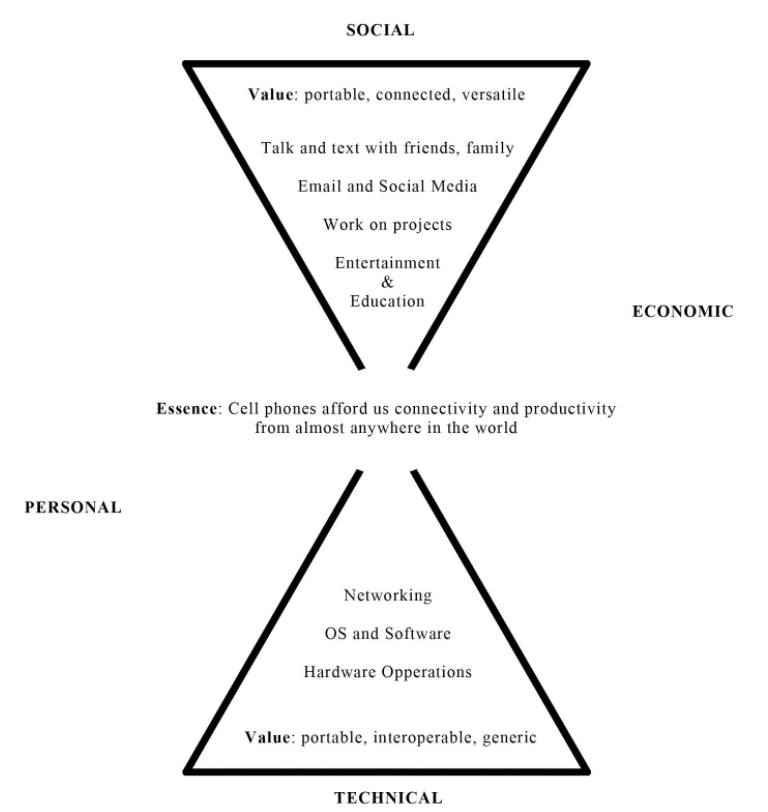 SOCIAL
Value: portable, connected, versatile
Talk and text with friends, family
Email and Social Media
Work on projects
Entertainment
&
Education
ECONOMIC
Essence: Cell phones afford us connectivity and productivity
from almost anywhere in the world
PERSONAL
Networking
OS and Software
Hardware Opperations
Value: portable, interoperable, generic
TECHNICAL